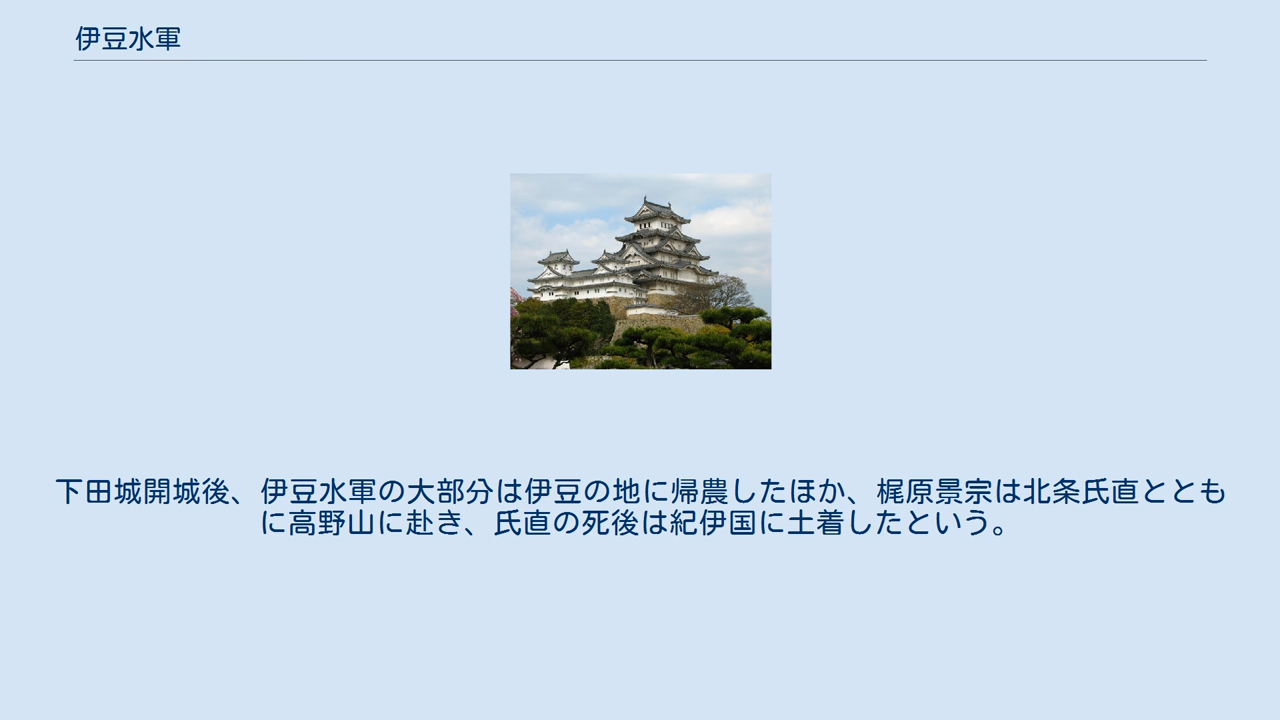 伊豆水軍
下田城開城後、伊豆水軍の大部分は伊豆の地に帰農したほか、梶原景宗は北条氏直ととも
に高野山に赴き、氏直の死後は紀伊国に土着したという。